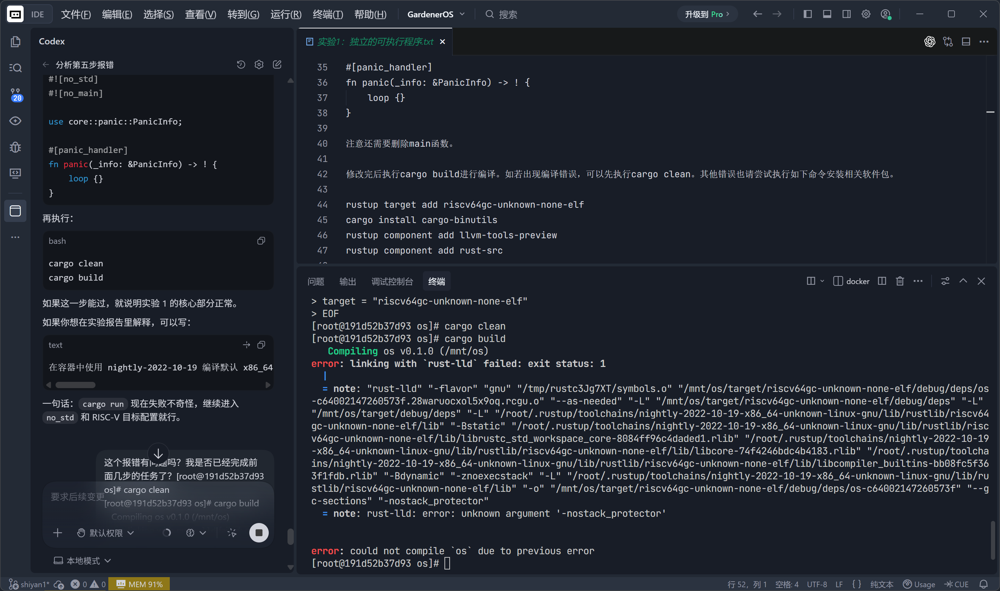 IDE 文件(F) 编辑(E) 选择(S) 查看(V) 转到(G) 运行(R) 终端(T) 帮助(H) GardenerOS 搜索 升级到 Pro
Codex
分析第五步报错
20
#![no_std]
#![no_main]
use core::panic::PanicInfo;
#[panic_handler]
fn panic(_info: &PanicInfo) -> ! {
    loop {}
}
再执行：
bash
cargo clean
cargo build
如果这一步能过，就说明实验 1 的核心部分正常。
如果你想在实验报告里解释，可以写：
text
在容器中使用 nightly-2022-10-19 编译默认 x86_64
一句话： cargo run 现在失败不奇怪，继续进入
no_std 和 RISC-V 目标配置就行。
这个报错有问题吗？我是否已经完成前
面几步的任务了？[root@191d52b37d93
os]# cargo clean
[root@191d52b37d93 os]# cargo build
Compiling os v0.1.0 (/mnt/os)
要求后续变更
默认权限
本地模式
实验1：独立的可执行程序.txt
35 #[panic_handler]
36 fn panic(_info: &PanicInfo) -> ! {
37     loop {}
38 }
39
40 注意还需要删除main函数。
41
42 修改完后执行cargo build进行编译。如若出现编译错误，可以先执行cargo clean。其他错误也请尝试执行如下命令安装相关软件包。
43
44 rustup target add riscv64gc-unknown-none-elf
45 cargo install cargo-binutils
46 rustup component add llvm-tools-preview
47 rustup component add rust-src
问题 输出 调试控制台 终端 docker
> target = "riscv64gc-unknown-none-elf"
> EOF
[root@191d52b37d93 os]# cargo clean
[root@191d52b37d93 os]# cargo build
   Compiling os v0.1.0 (/mnt/os)
error: linking with `rust-lld` failed: exit status: 1
  |
  = note: "rust-lld" "-flavor" "gnu" "/tmp/rustc3Jg7XT/symbols.o" "/mnt/os/target/riscv64gc-unknown-none-elf/debug/deps/os
-c64002147260573f.28waruocxol5x9oq.rcgu.o" "--as-needed" "-L" "/mnt/os/target/riscv64gc-unknown-none-elf/debug/deps" "-L"
"/mnt/os/target/debug/deps" "-L" "/root/.rustup/toolchains/nightly-2022-10-19-x86_64-unknown-linux-gnu/lib/rustlib/riscv64
gc-unknown-none-elf/lib" "-Bstatic" "/root/.rustup/toolchains/nightly-2022-10-19-x86_64-unknown-linux-gnu/lib/rustlib/risc
v64gc-unknown-none-elf/lib/librustc_std_workspace_core-8084ff96c4daded1.rlib" "/root/.rustup/toolchains/nightly-2022-10-19
-x86_64-unknown-linux-gnu/lib/rustlib/riscv64gc-unknown-none-elf/lib/libcore-74f4246bdc4b4183.rlib" "/root/.rustup/toolcha
ins/nightly-2022-10-19-x86_64-unknown-linux-gnu/lib/rustlib/riscv64gc-unknown-none-elf/lib/libcompiler_builtins-bb08fc5f36
3f1fdb.rlib" "-Bdynamic" "-znoexecstack" "-L" "/root/.rustup/toolchains/nightly-2022-10-19-x86_64-unknown-linux-gnu/lib/ru
stlib/riscv64gc-unknown-none-elf/lib" "-o" "/mnt/os/target/riscv64gc-unknown-none-elf/debug/deps/os-c64002147260573f" "--g
c-sections" "-nostack_protector"
  = note: rust-lld: error: unknown argument '-nostack_protector'
error: could not compile `os` due to previous error
[root@191d52b37d93 os]#
shiyan1* 0 0 MEM 91% 行 52，列 1 空格: 4 UTF-8 LF { } 纯文本 Usage CUE